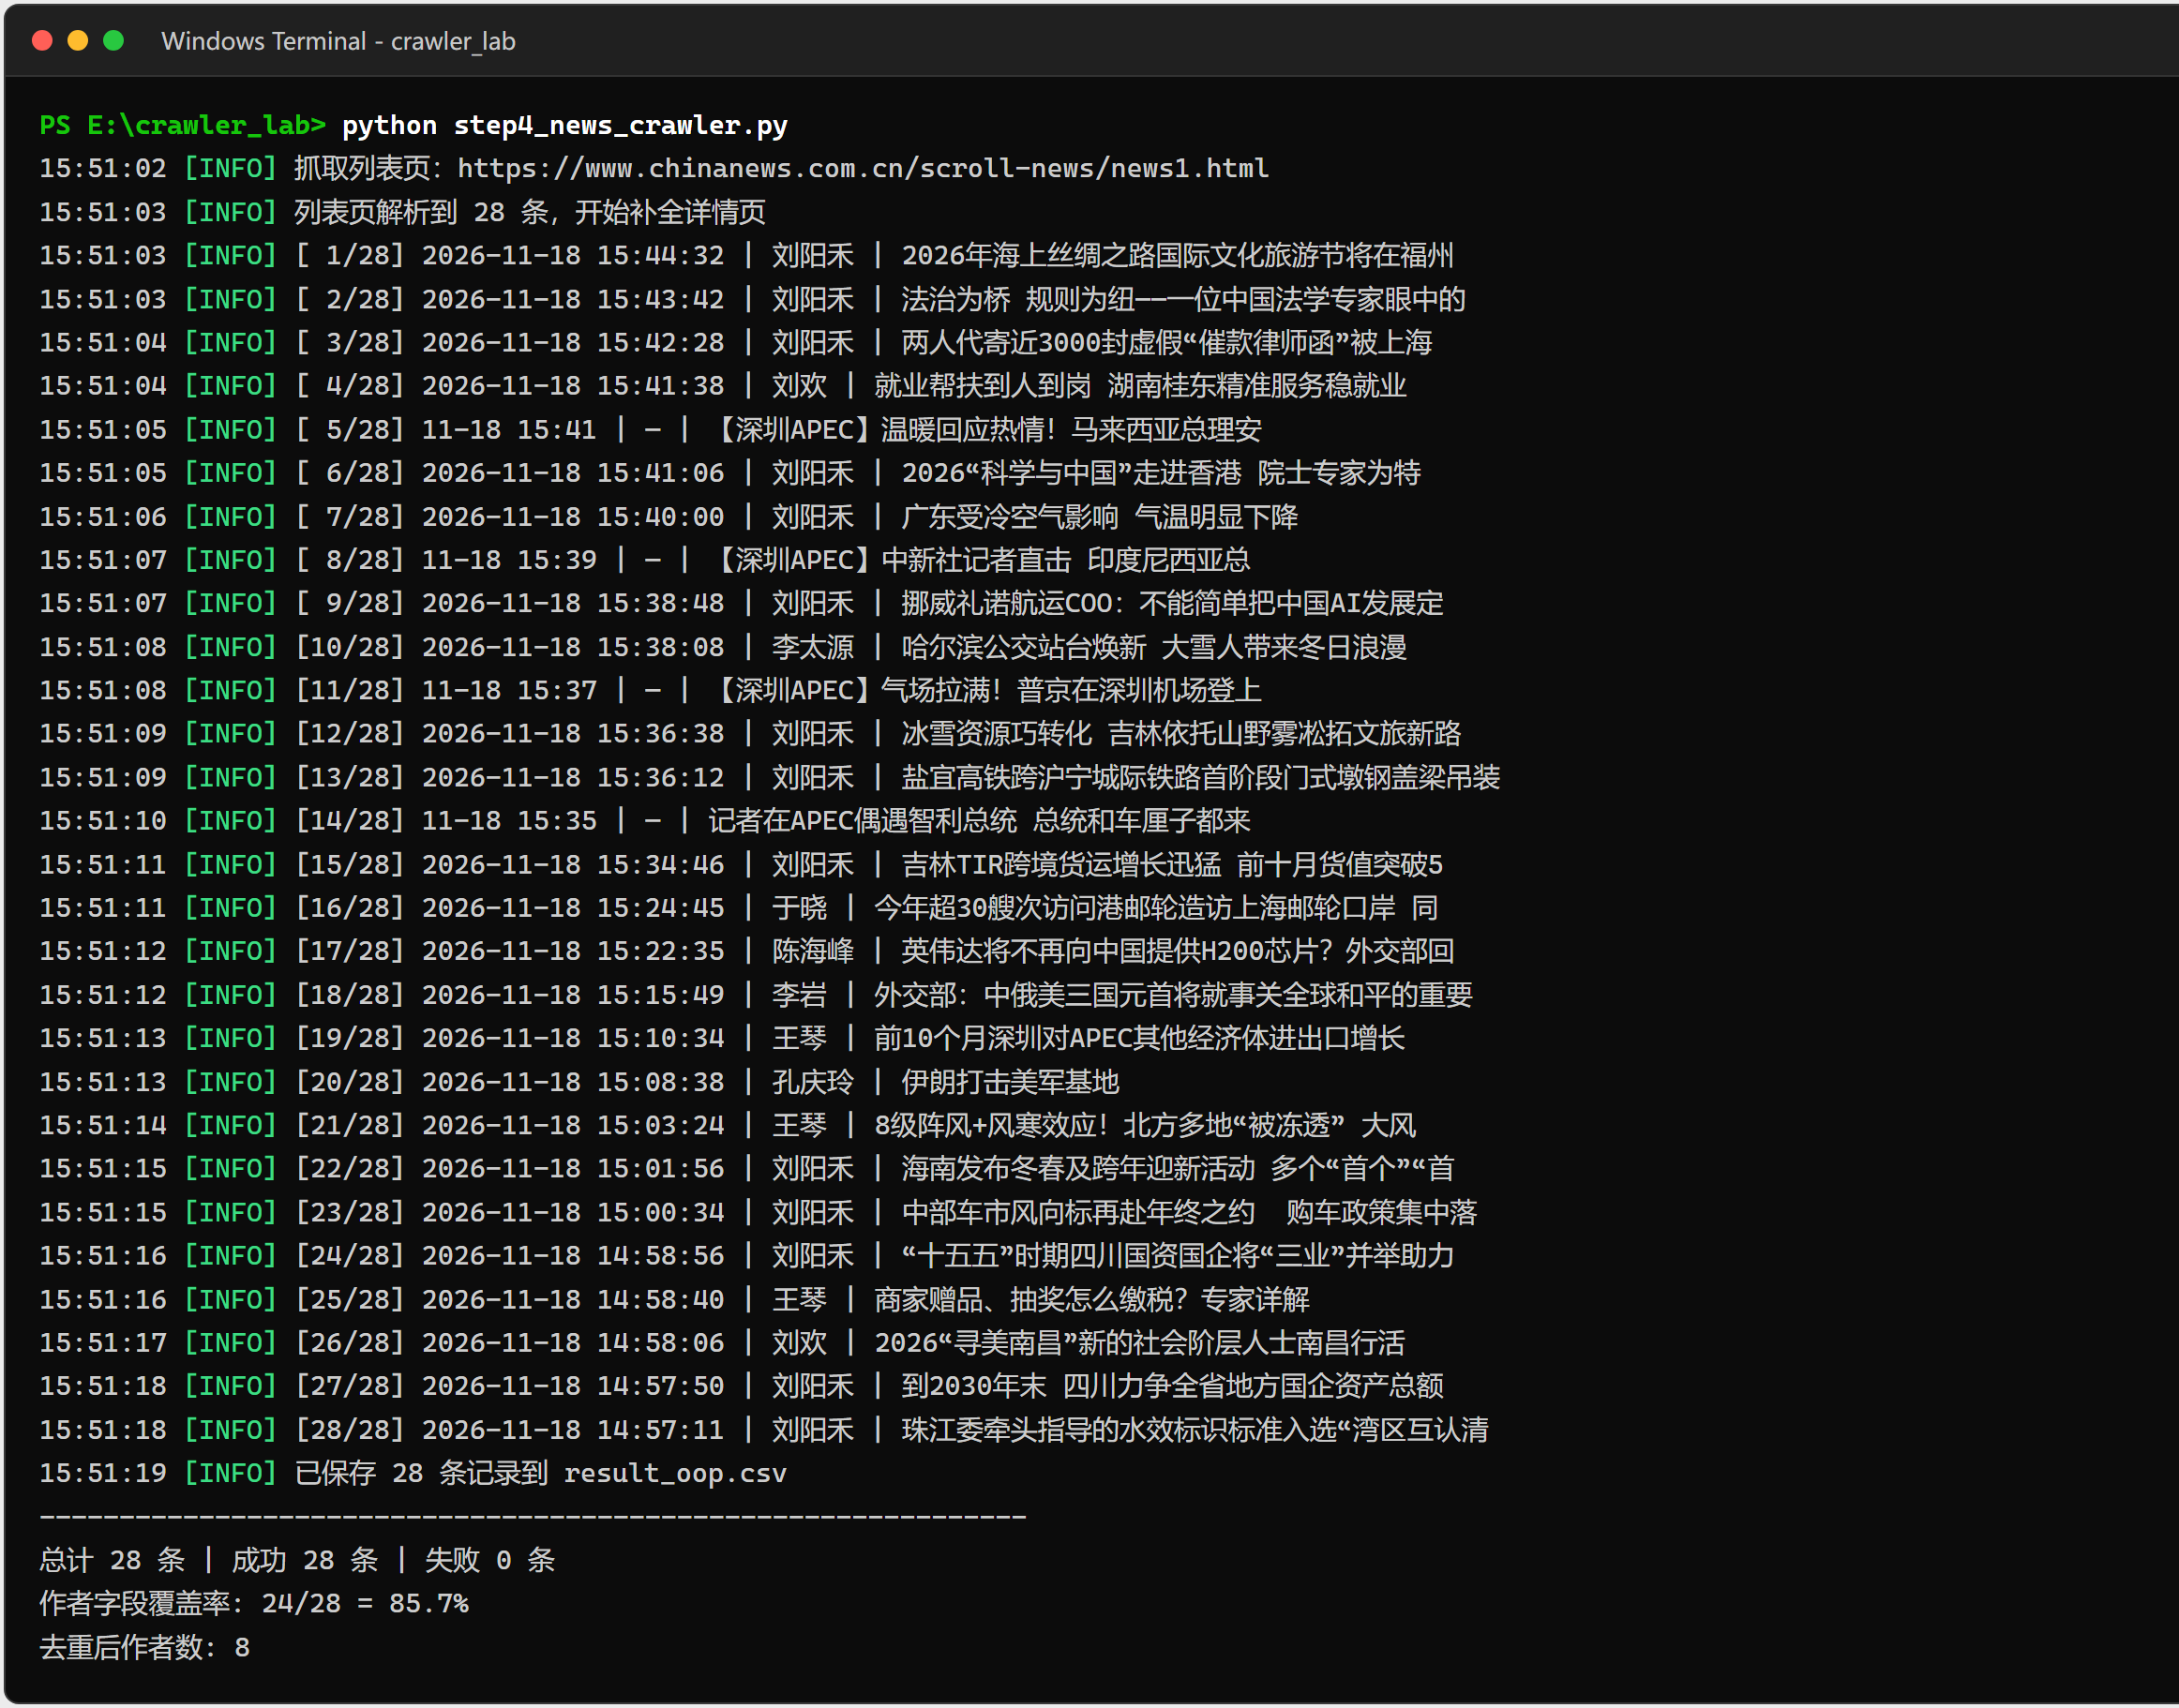 Windows Terminal - crawler_lab
PS E:\crawler_lab> python step4_news_crawler.py
15:51:02 [INFO] 抓取列表页：https://www.chinanews.com.cn/scroll-news/news1.html
15:51:03 [INFO] 列表页解析到 28 条，开始补全详情页
15:51:03 [INFO] [ 1/28] 2026-11-18 15:44:32 | 刘阳禾 | 2026年海上丝绸之路国际文化旅游节将在福州
15:51:03 [INFO] [ 2/28] 2026-11-18 15:43:42 | 刘阳禾 | 法治为桥 规则为纽——一位中国法学专家眼中的
15:51:04 [INFO] [ 3/28] 2026-11-18 15:42:28 | 刘阳禾 | 两人代寄近3000封虚假“催款律师函”被上海
15:51:04 [INFO] [ 4/28] 2026-11-18 15:41:38 | 刘欢 | 就业帮扶到人到岗 湖南桂东精准服务稳就业
15:51:05 [INFO] [ 5/28] 11-18 15:41 | - | 【深圳APEC】温暖回应热情！马来西亚总理安
15:51:05 [INFO] [ 6/28] 2026-11-18 15:41:06 | 刘阳禾 | 2026“科学与中国”走进香港 院士专家为特
15:51:06 [INFO] [ 7/28] 2026-11-18 15:40:00 | 刘阳禾 | 广东受冷空气影响 气温明显下降
15:51:07 [INFO] [ 8/28] 11-18 15:39 | - | 【深圳APEC】中新社记者直击 印度尼西亚总
15:51:07 [INFO] [ 9/28] 2026-11-18 15:38:48 | 刘阳禾 | 挪威礼诺航运COO：不能简单把中国AI发展定
15:51:08 [INFO] [10/28] 2026-11-18 15:38:08 | 李太源 | 哈尔滨公交站台焕新 大雪人带来冬日浪漫
15:51:08 [INFO] [11/28] 11-18 15:37 | - | 【深圳APEC】气场拉满！普京在深圳机场登上
15:51:09 [INFO] [12/28] 2026-11-18 15:36:38 | 刘阳禾 | 冰雪资源巧转化 吉林依托山野雾凇拓文旅新路
15:51:09 [INFO] [13/28] 2026-11-18 15:36:12 | 刘阳禾 | 盐宜高铁跨沪宁城际铁路首阶段门式墩钢盖梁吊装
15:51:10 [INFO] [14/28] 11-18 15:35 | - | 记者在APEC偶遇智利总统 总统和车厘子都来
15:51:11 [INFO] [15/28] 2026-11-18 15:34:46 | 刘阳禾 | 吉林TIR跨境货运增长迅猛 前十月货值突破5
15:51:11 [INFO] [16/28] 2026-11-18 15:24:45 | 于晓 | 今年超30艘次访问港邮轮造访上海邮轮口岸 同
15:51:12 [INFO] [17/28] 2026-11-18 15:22:35 | 陈海峰 | 英伟达将不再向中国提供H200芯片？外交部回
15:51:12 [INFO] [18/28] 2026-11-18 15:15:49 | 李岩 | 外交部：中俄美三国元首将就事关全球和平的重要
15:51:13 [INFO] [19/28] 2026-11-18 15:10:34 | 王琴 | 前10个月深圳对APEC其他经济体进出口增长
15:51:13 [INFO] [20/28] 2026-11-18 15:08:38 | 孔庆玲 | 伊朗打击美军基地
15:51:14 [INFO] [21/28] 2026-11-18 15:03:24 | 王琴 | 8级阵风+风寒效应！北方多地“被冻透” 大风
15:51:15 [INFO] [22/28] 2026-11-18 15:01:56 | 刘阳禾 | 海南发布冬春及跨年迎新活动 多个“首个”“首
15:51:15 [INFO] [23/28] 2026-11-18 15:00:34 | 刘阳禾 | 中部车市风向标再赴年终之约  购车政策集中落
15:51:16 [INFO] [24/28] 2026-11-18 14:58:56 | 刘阳禾 | “十五五”时期四川国资国企将“三业”并举助力
15:51:16 [INFO] [25/28] 2026-11-18 14:58:40 | 王琴 | 商家赠品、抽奖怎么缴税？专家详解
15:51:17 [INFO] [26/28] 2026-11-18 14:58:06 | 刘欢 | 2026“寻美南昌”新的社会阶层人士南昌行活
15:51:18 [INFO] [27/28] 2026-11-18 14:57:50 | 刘阳禾 | 到2030年末 四川力争全省地方国企资产总额
15:51:18 [INFO] [28/28] 2026-11-18 14:57:11 | 刘阳禾 | 珠江委牵头指导的水效标识标准入选“湾区互认清
15:51:19 [INFO] 已保存 28 条记录到 result_oop.csv
--------------------------------------------------------------
总计 28 条 | 成功 28 条 | 失败 0 条
作者字段覆盖率: 24/28 = 85.7%
去重后作者数: 8